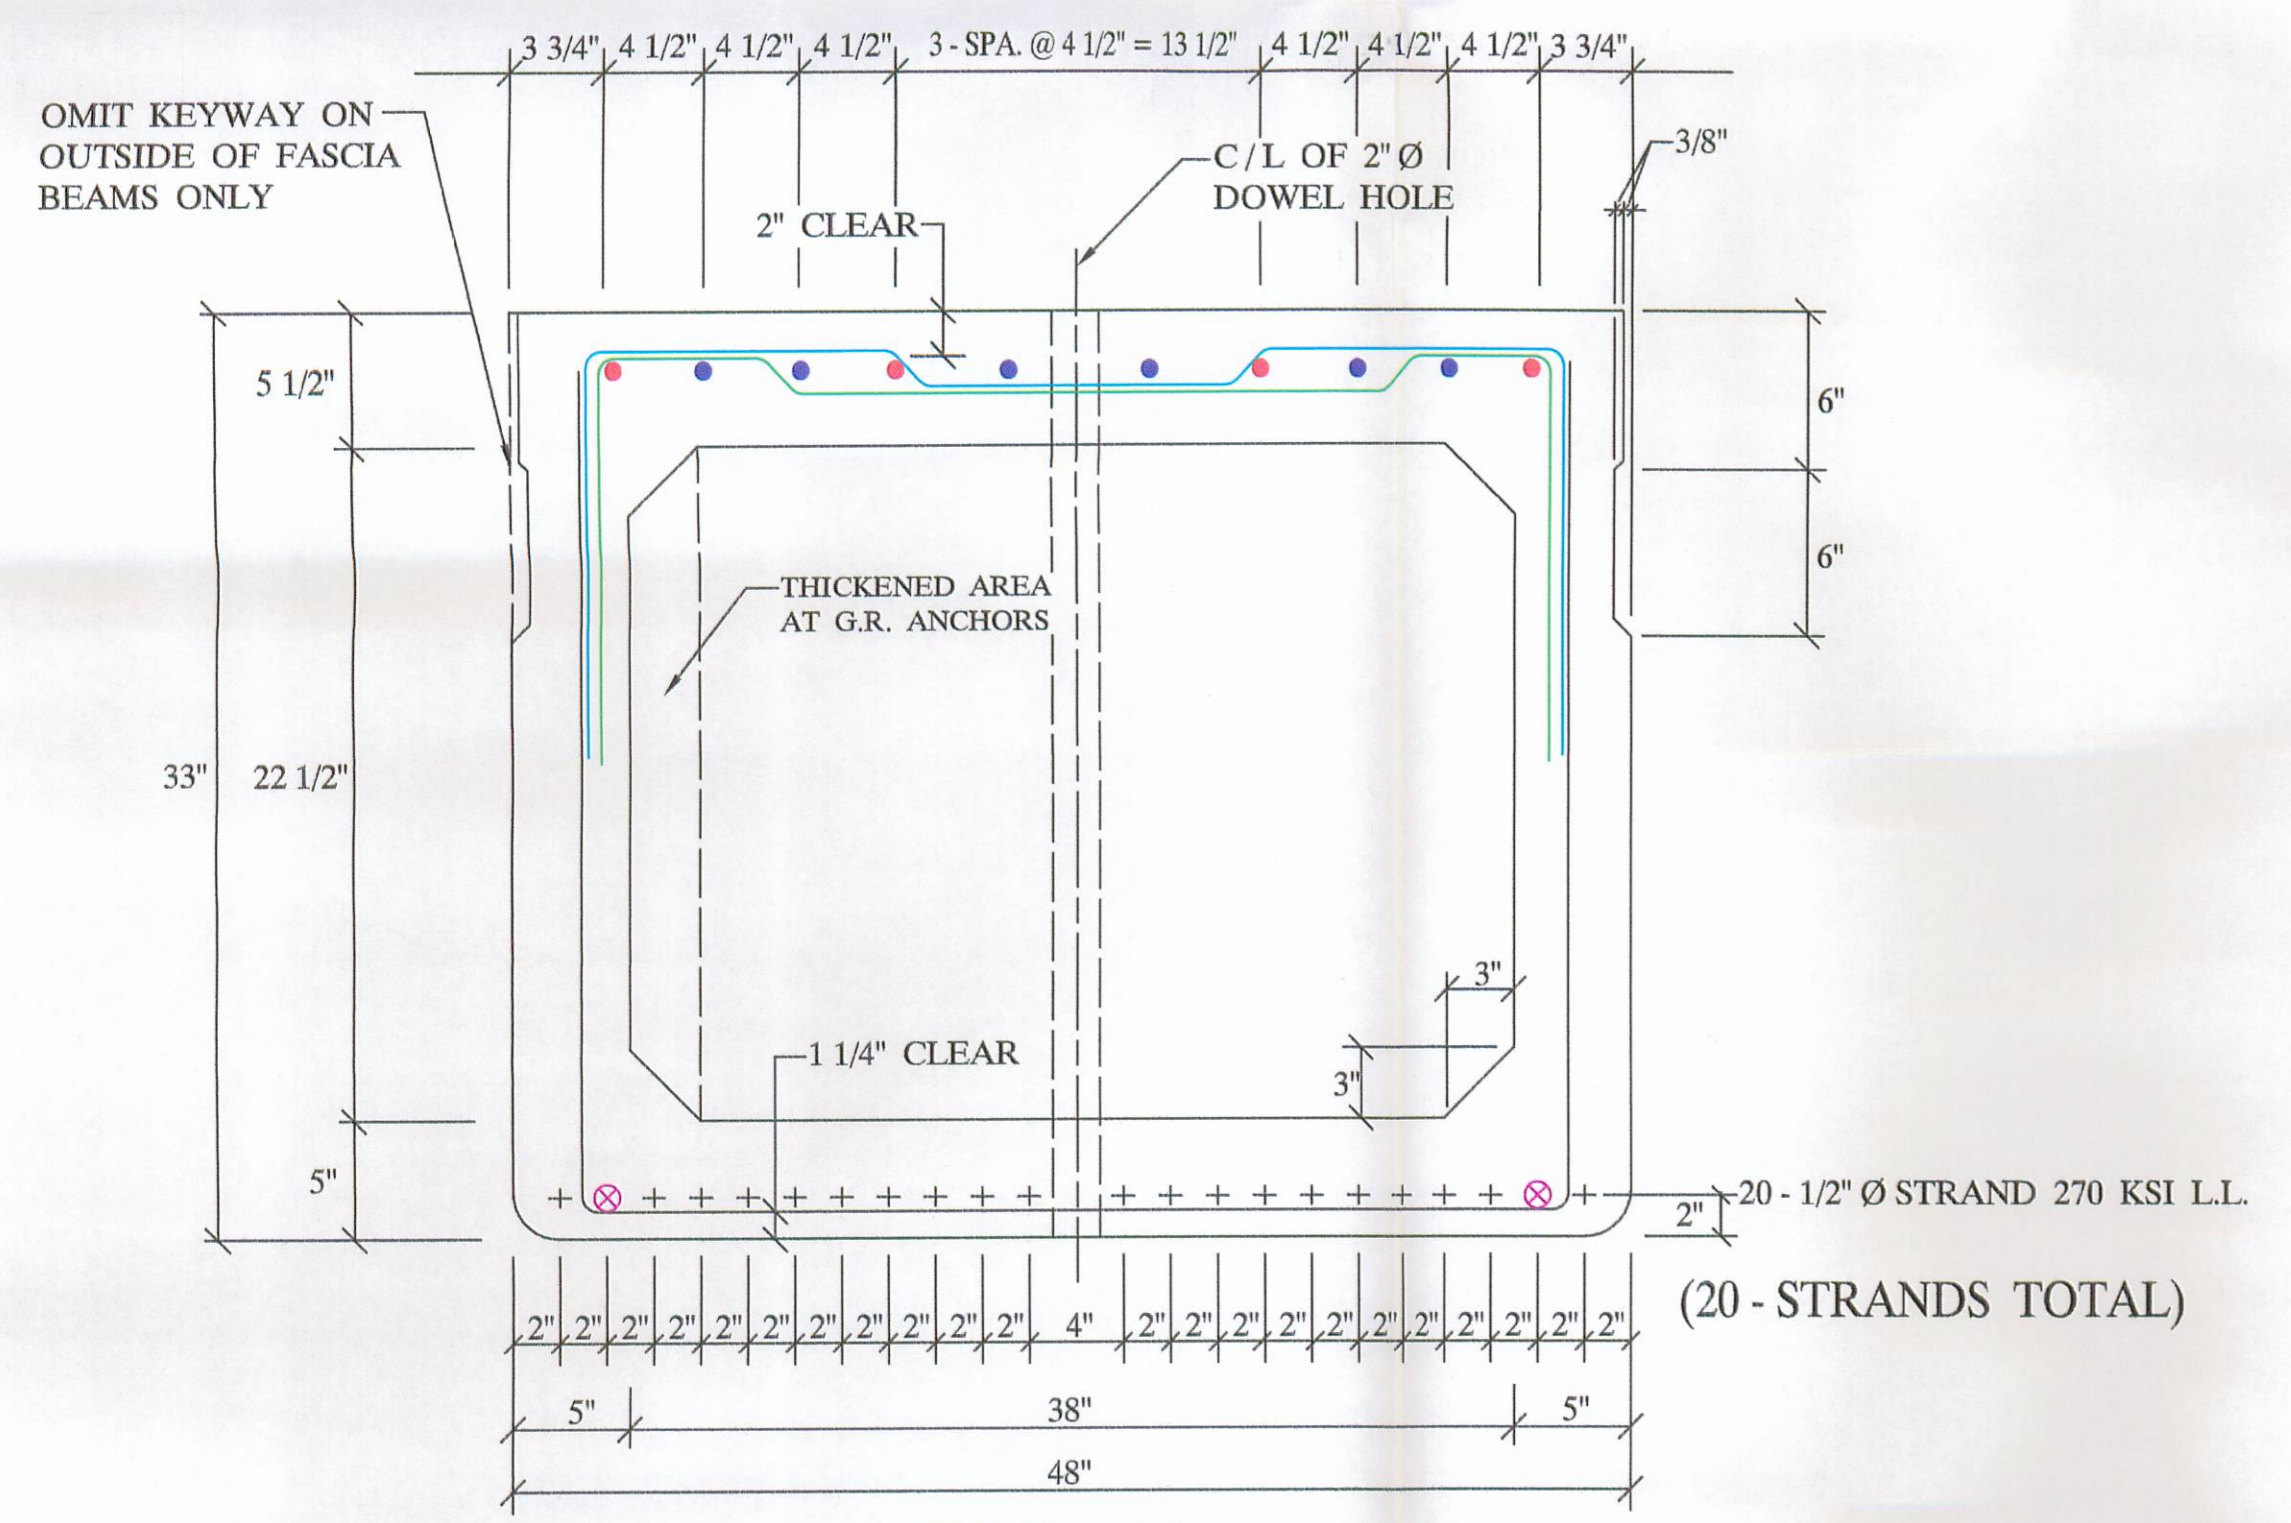 3 3/4" 4 1/2" 4 1/2" 4 1/2" 3 - SPA. @ 4 1/2" = 13 1/2" 4 1/2" 4 1/2" 4 1/2" 3 3/4"
OMIT KEYWAY ON
OUTSIDE OF FASCIA
BEAMS ONLY
C/L OF 2" Ø
DOWEL HOLE
3/8"
2" CLEAR
5 1/2"
6"
6"
THICKENED AREA
AT G.R. ANCHORS
33"
22 1/2"
3"
1 1/4" CLEAR
3"
5"
20 - 1/2" Ø STRAND 270 KSI L.L.
2"
(20 - STRANDS TOTAL)
2" 2" 2" 2" 2" 2" 2" 2" 2" 2" 2" 4" 2" 2" 2" 2" 2" 2" 2" 2" 2" 2" 2"
5" 38" 5"
48"